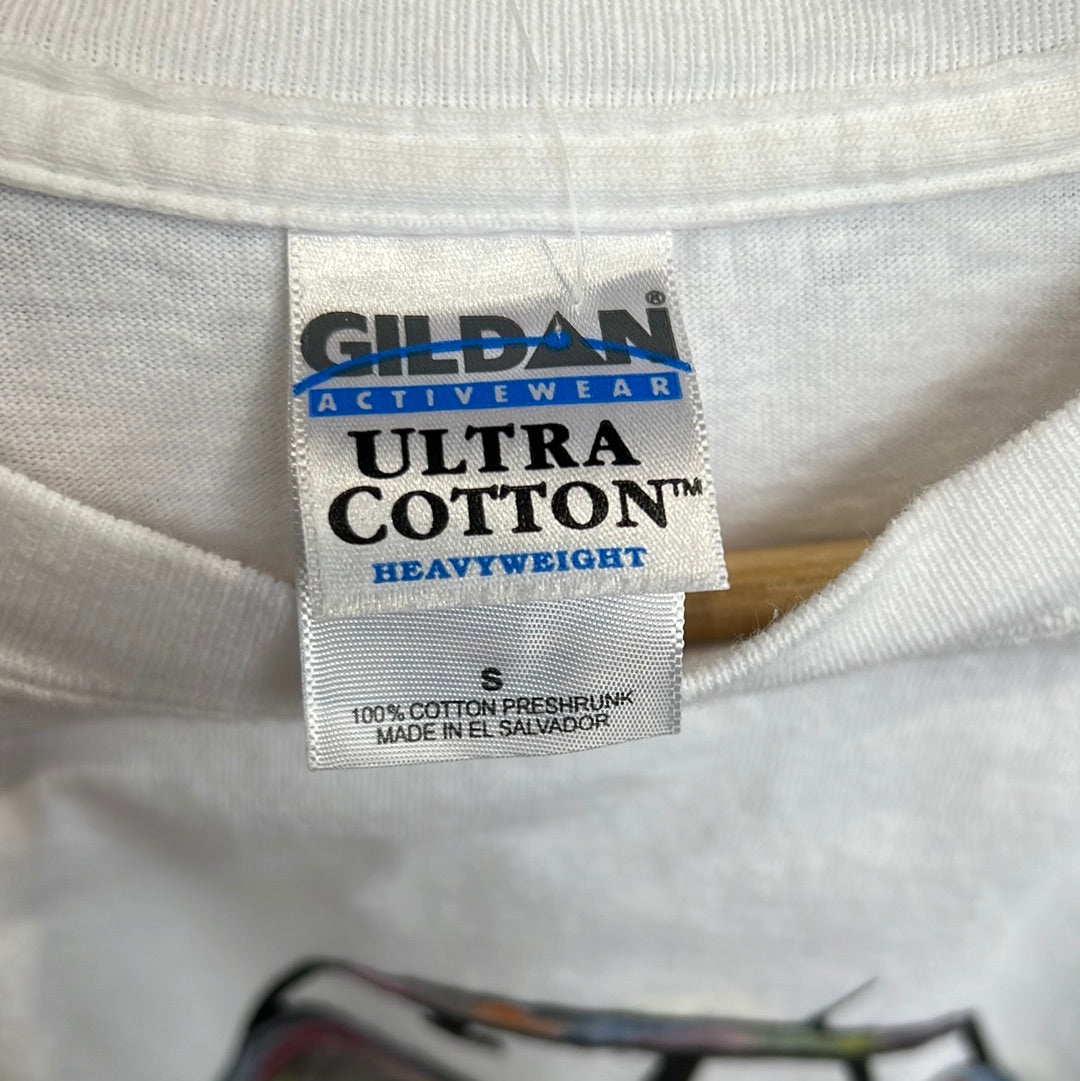 GILDAN®
ACTIVEWEAR
ULTRA
COTTON™
HEAVYWEIGHT
S
100% COTTON PRESHRUNK
MADE IN EL SALVADOR